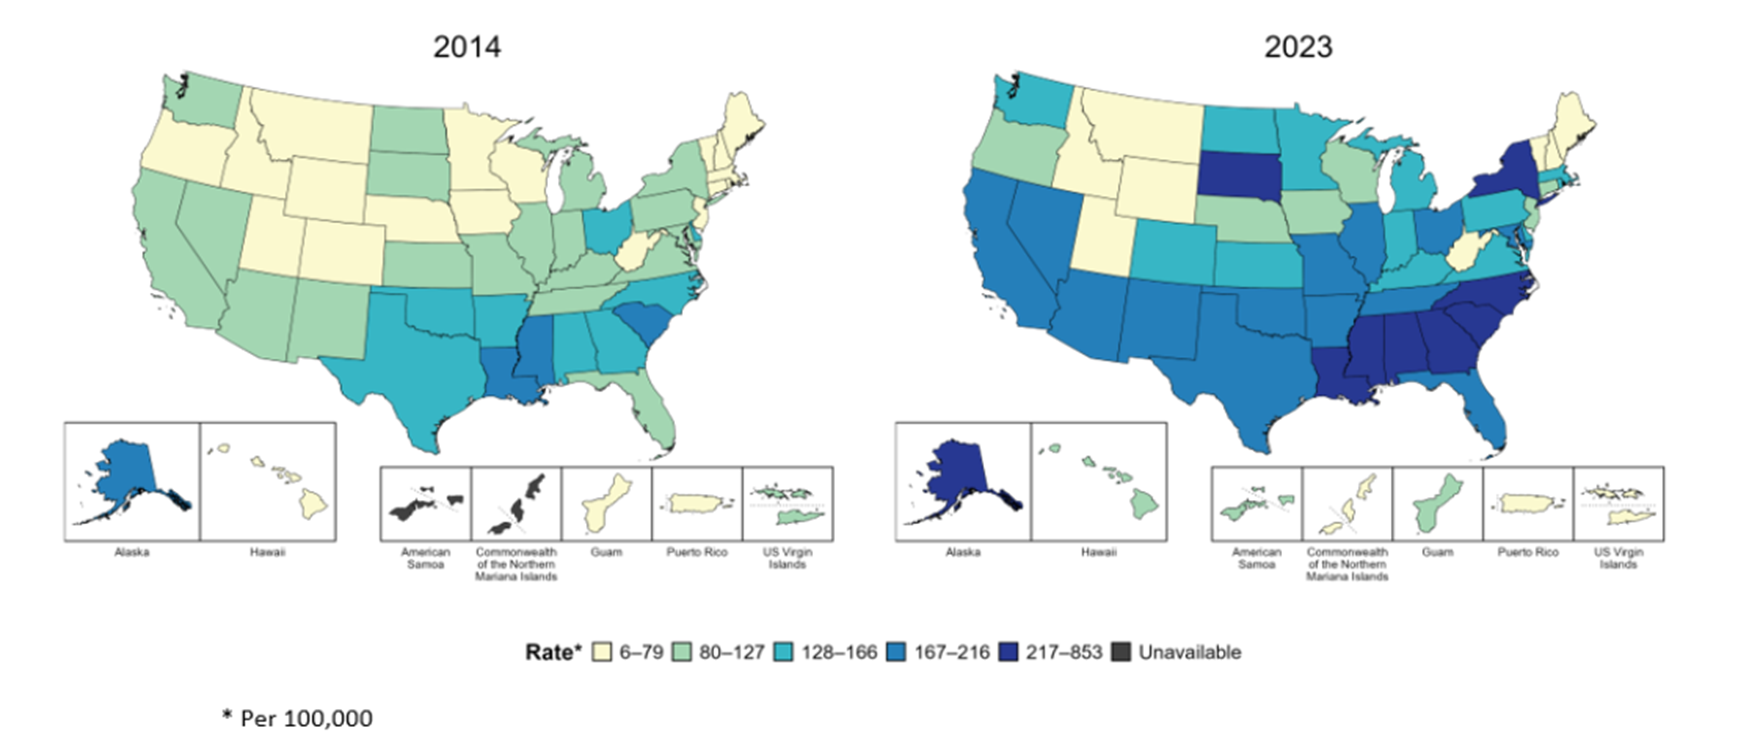 2014
2023
Alaska
Hawaii
American
Samoa
Commonwealth
of the Northern
Mariana Islands
Guam
Puerto Rico
US Virgin
Islands
Alaska
Hawaii
American
Samoa
Commonwealth
of the Northern
Mariana Islands
Guam
Puerto Rico
US Virgin
Islands
Rate* 6–79 80–127 128–166 167–216 217–853 Unavailable
* Per 100,000